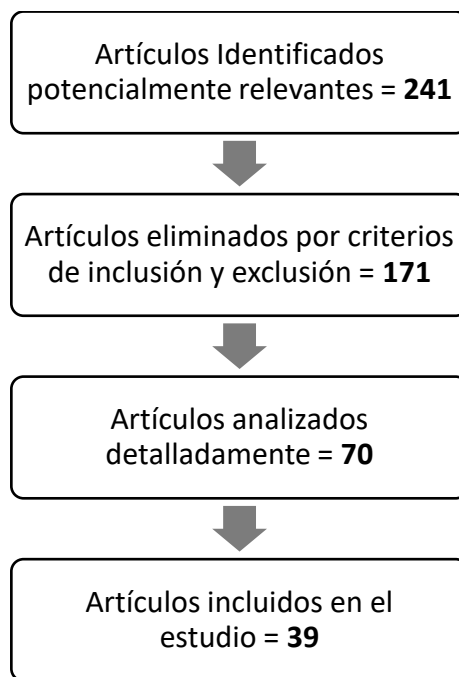 Artículos Identificados
potencialmente relevantes = 241
Artículos eliminados por criterios
de inclusión y exclusión = 171
Artículos analizados
detalladamente = 70
Artículos incluidos en el
estudio = 39